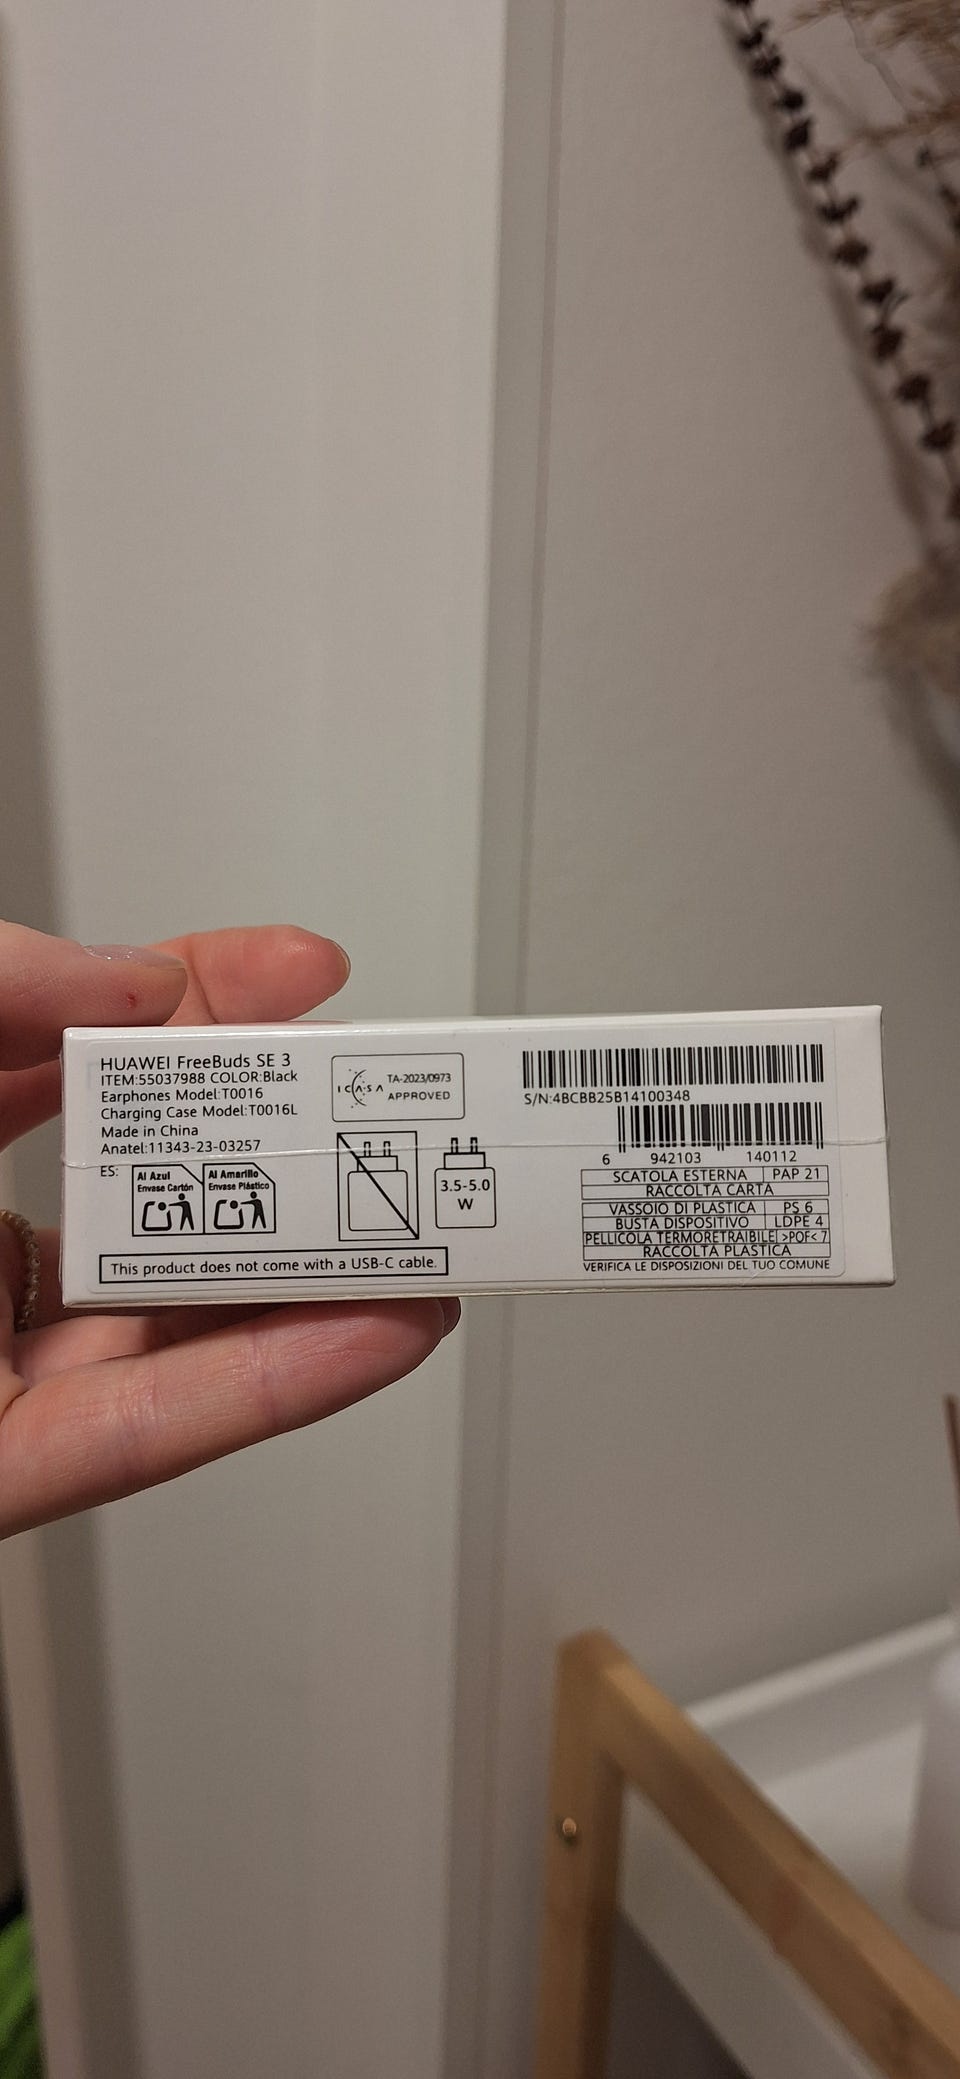 HUAWEI FreeBuds SE 3
ITEM:55037988 COLOR:Black
Earphones Model:T0016
Charging Case Model:T0016L
Made in China
Anatel:11343-23-03257
ES:
Al Azul
Envase Cartón
Al Amarillo
Envase Plástico
This product does not come with a USB-C cable.
ICASA
TA-2023/0973
APPROVED
3.5-5.0
W
S/N:4BCBB25B14100348
6 942103 140112
SCATOLA ESTERNA PAP 21
RACCOLTA CARTA
VASSOIO DI PLASTICA PS 6
BUSTA DISPOSITIVO LDPE 4
PELLICOLA TERMORETRAIBILE >POF< 7
RACCOLTA PLASTICA
VERIFICA LE DISPOSIZIONI DEL TUO COMUNE